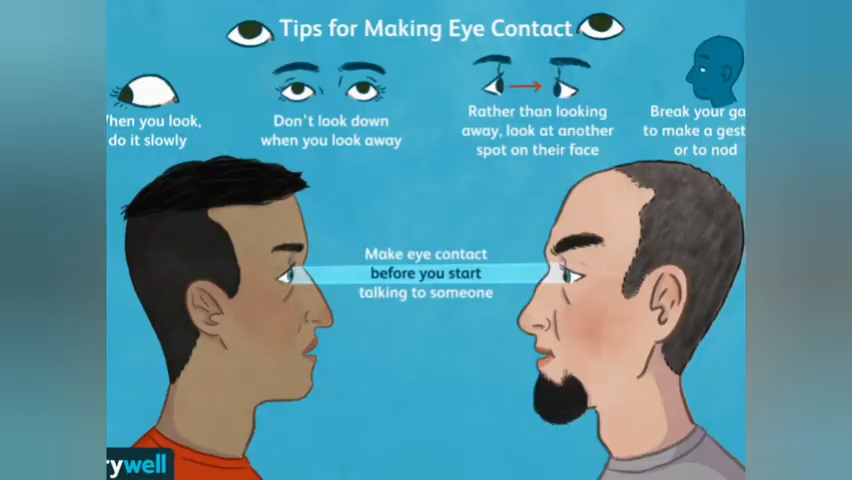 Tips for Making Eye Contact
hen you look,
do it slowly
Don't look down
when you look away
Rather than looking
away, look at another
spot on their face
Break your ga
to make a gest
or to nod
Make eye contact
before you start
talking to someone
rywell